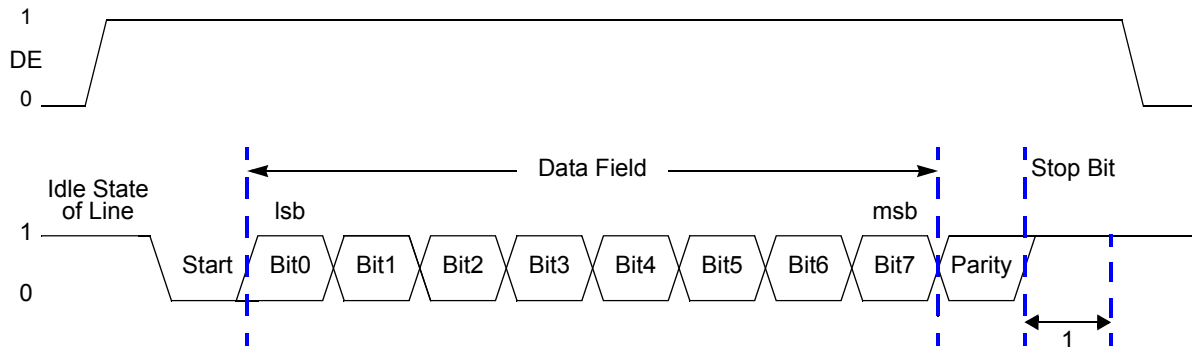 1
DE
0
Data Field
Stop Bit
Idle State
of Line
lsb
msb
1
Start
Bit0
Bit1
Bit2
Bit3
Bit4
Bit5
Bit6
Bit7
Parity
0
1